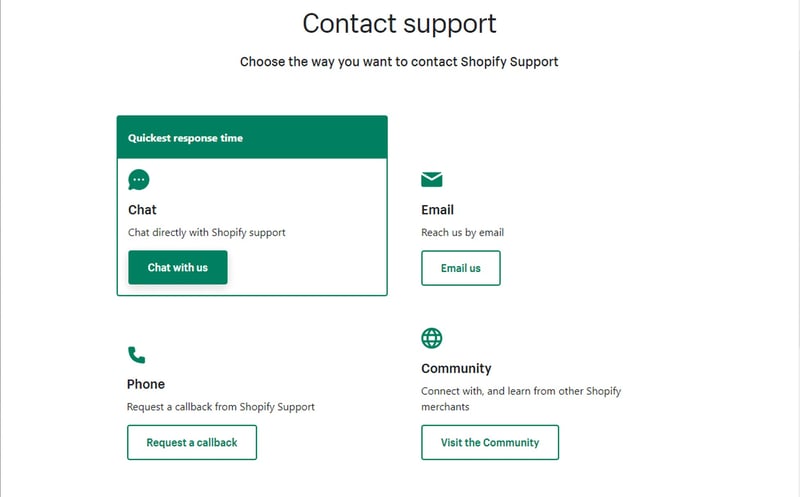 Contact support
Choose the way you want to contact Shopify Support
Quickest response time
Chat
Chat directly with Shopify support
Chat with us
Email
Reach us by email
Email us
Phone
Request a callback from Shopify Support
Request a callback
Community
Connect with, and learn from other Shopify
merchants
Visit the Community